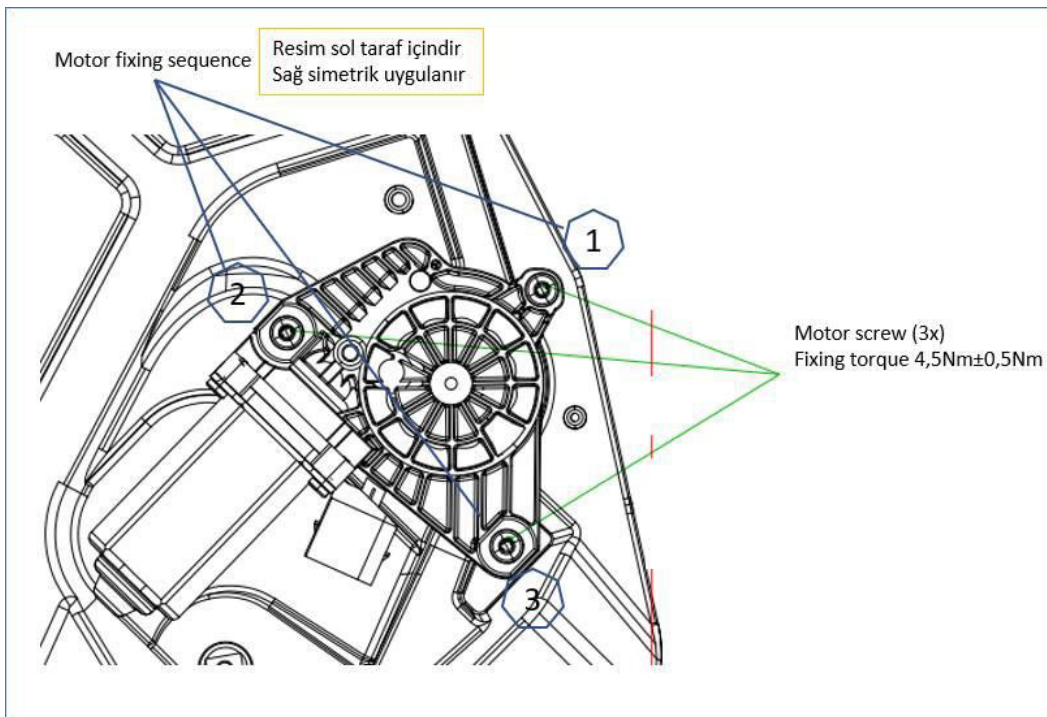 Motor fixing sequence
Resim sol taraf içindir
Sağ simetrik uygulanır
1
2
Motor screw (3x)
Fixing torque 4,5Nm±0,5Nm
3